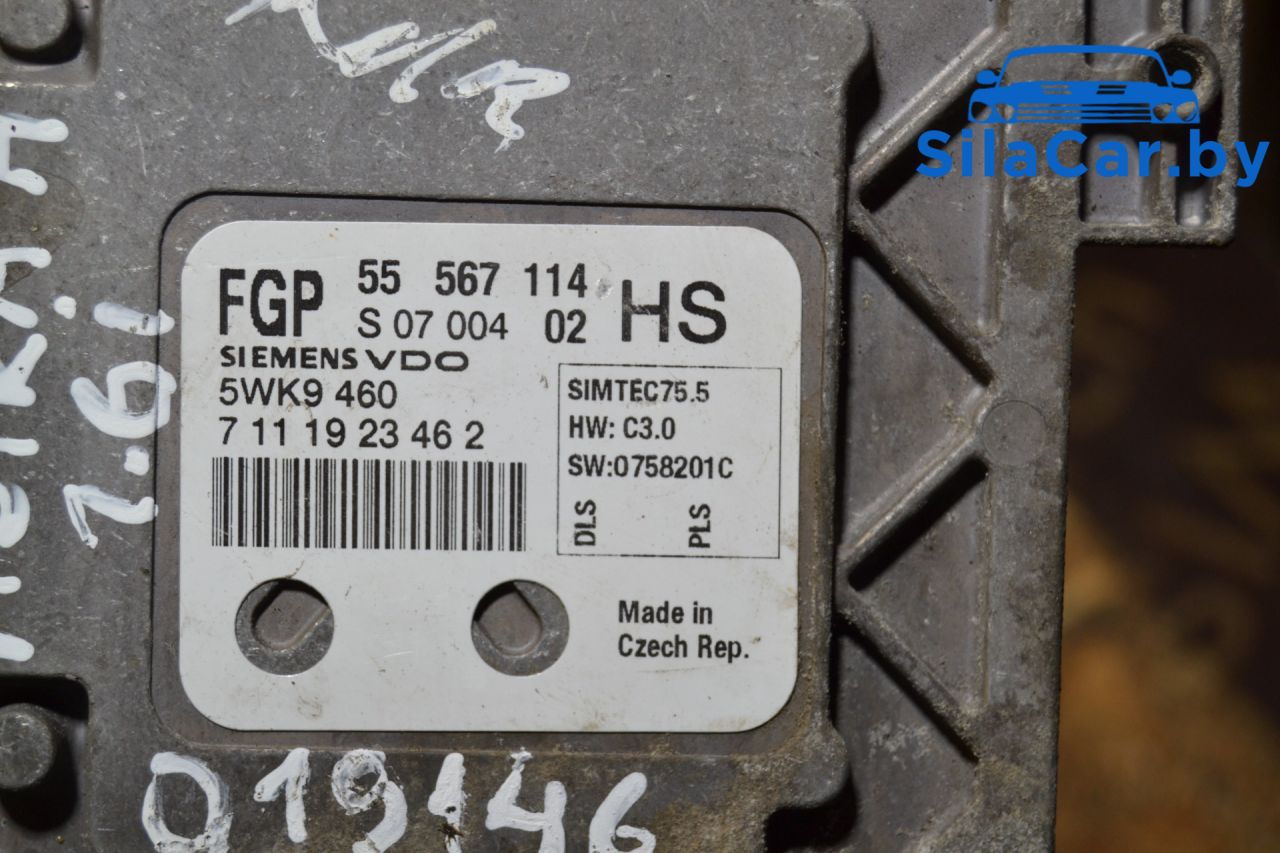 SilaCar.by
FGP 55 567 114 HS
S 07 004 02
SIEMENS VDO
5WK9 460
7 11 19 23 46 2
SIMTEC75.5
HW: C3.0
SW:0758201C
DLS PLS
Made in
Czech Rep.
1.6i
019146